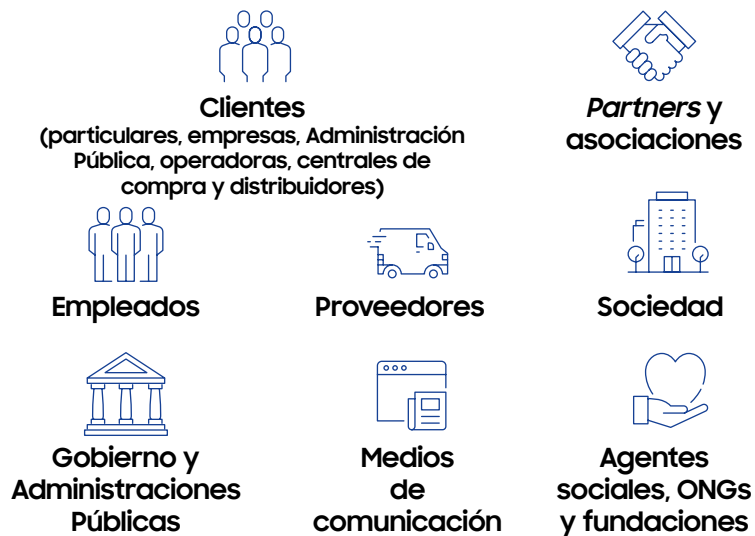 Clientes
(particulares, empresas, Administración
Pública, operadoras, centrales de
compra y distribuidores)
Partners y
asociaciones
Empleados
Proveedores
Sociedad
Gobierno y
Administraciones
Públicas
Medios
de
comunicación
Agentes
sociales, ONGs
y fundaciones